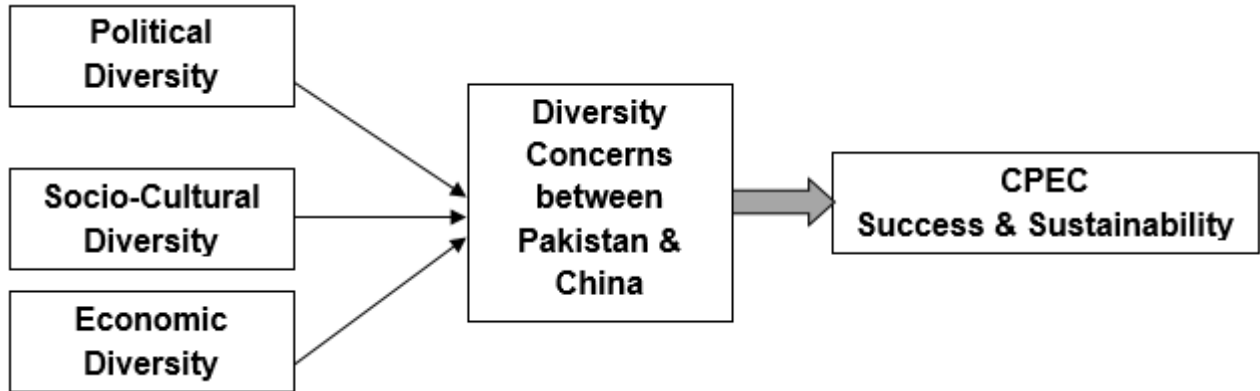 Political
Diversity
Socio-Cultural
Diversity
Economic
Diversity
Diversity
Concerns
between
Pakistan &
China
CPEC
Success & Sustainability